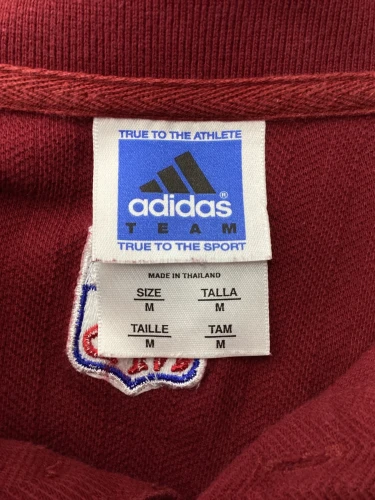 TRUE TO THE ATHLETE
adidas®
TEAM
TRUE TO THE SPORT
MADE IN THAILAND
SIZE
M
TALLA
M
TAILLE
M
TAM
M